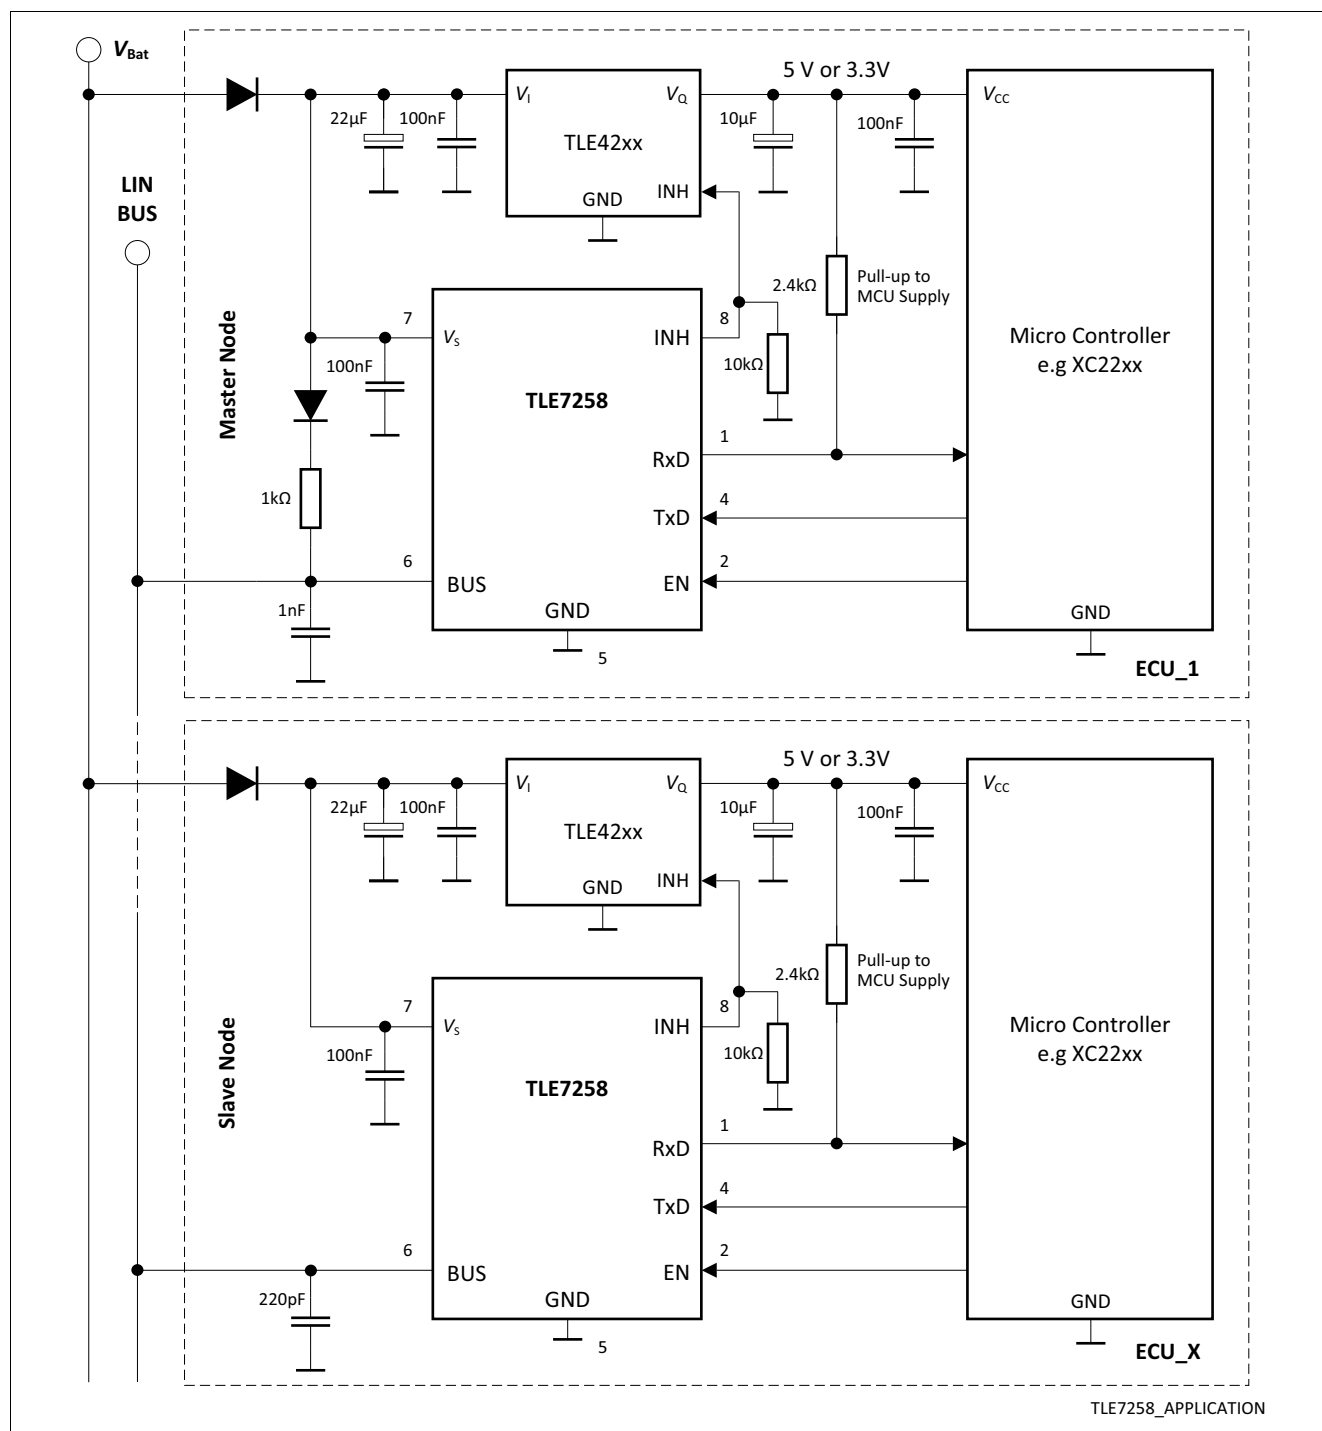 V_Bat
5 V or 3.3V
V_I
V_Q
V_CC
22µF
100nF
10µF
100nF
TLE42xx
INH
GND
LIN
BUS
2.4kΩ
Pull-up to
MCU Supply
7
8
V_S
INH
Micro Controller
e.g XC22xx
100nF
10kΩ
Master Node
TLE7258
1
RxD
1kΩ
4
TxD
6
2
BUS
EN
1nF
GND
GND
5
ECU_1
5 V or 3.3V
V_I
V_Q
V_CC
22µF
100nF
10µF
100nF
TLE42xx
INH
GND
2.4kΩ
Pull-up to
MCU Supply
7
8
V_S
INH
Micro Controller
e.g XC22xx
100nF
10kΩ
Slave Node
TLE7258
1
RxD
4
TxD
6
2
BUS
EN
220pF
GND
GND
5
ECU_X
TLE7258_APPLICATION